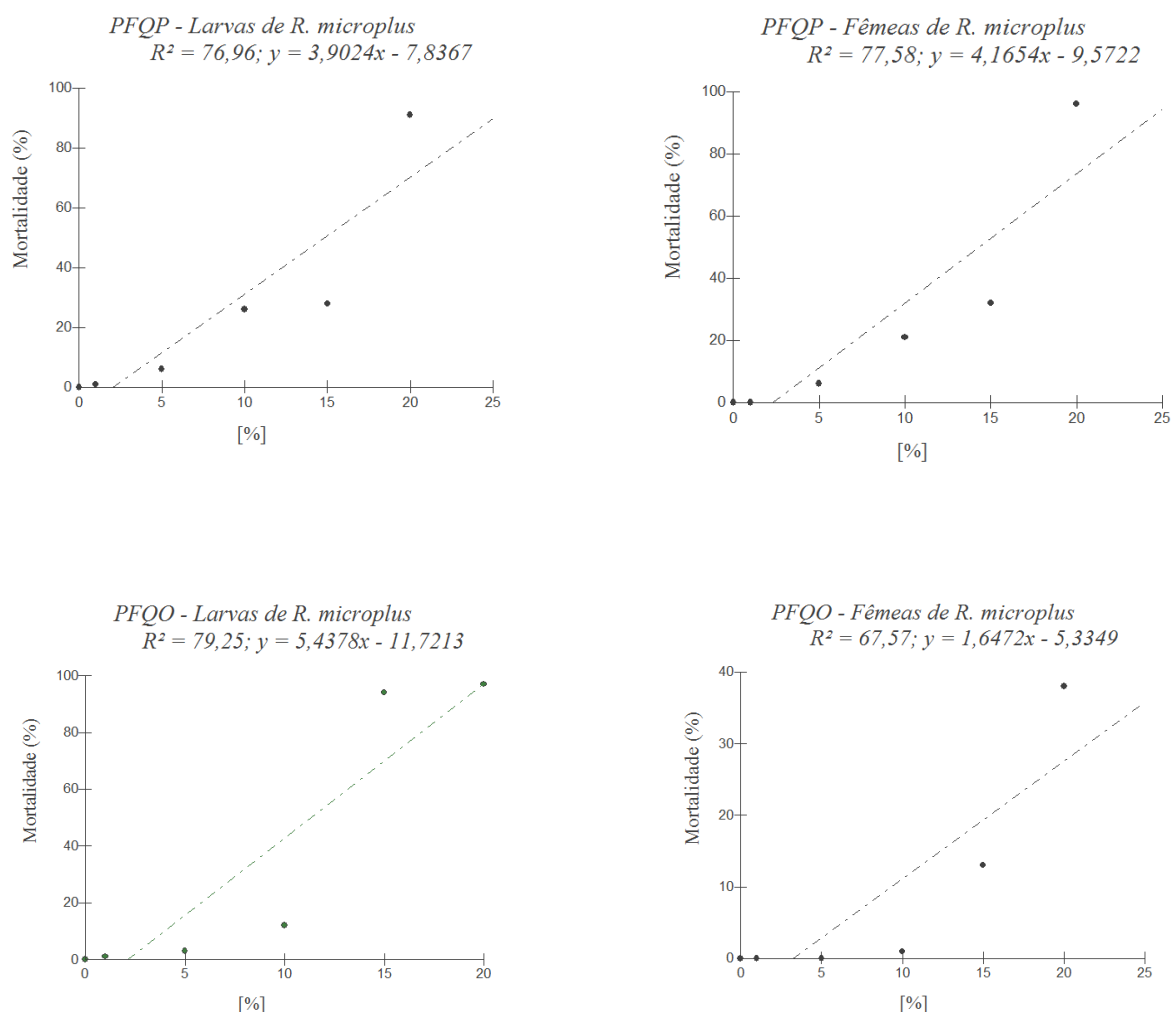 PFQP - Larvas de R. microplus
R² = 76,96; y = 3,9024x - 7,8367
Mortalidade (%)
100
80
60
40
20
0
0 5 10 15 20 25
[%]
PFQP - Fêmeas de R. microplus
R² = 77,58; y = 4,1654x - 9,5722
Mortalidade (%)
100
80
60
40
20
0
0 5 10 15 20 25
[%]
PFQO - Larvas de R. microplus
R² = 79,25; y = 5,4378x - 11,7213
Mortalidade (%)
100
80
60
40
20
0
0 5 10 15 20
[%]
PFQO - Fêmeas de R. microplus
R² = 67,57; y = 1,6472x - 5,3349
Mortalidade (%)
40
30
20
10
0
0 5 10 15 20 25
[%]